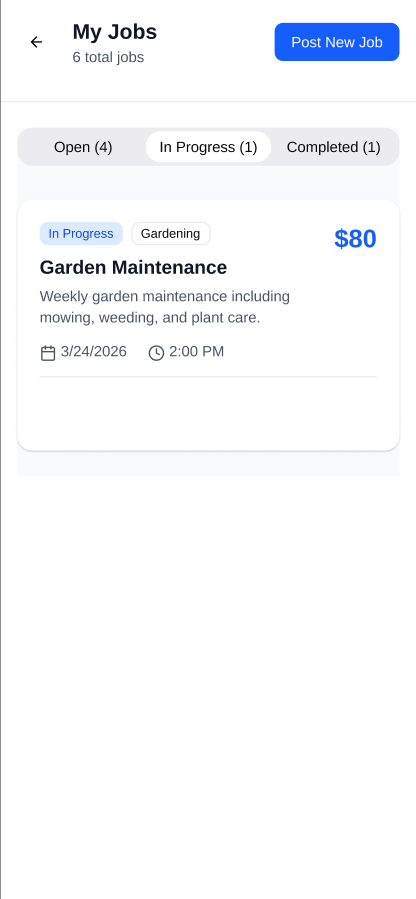 My Jobs
6 total jobs
Post New Job
Open (4)
In Progress (1)
Completed (1)
In Progress
Gardening
$80
Garden Maintenance
Weekly garden maintenance including
mowing, weeding, and plant care.
3/24/2026
2:00 PM